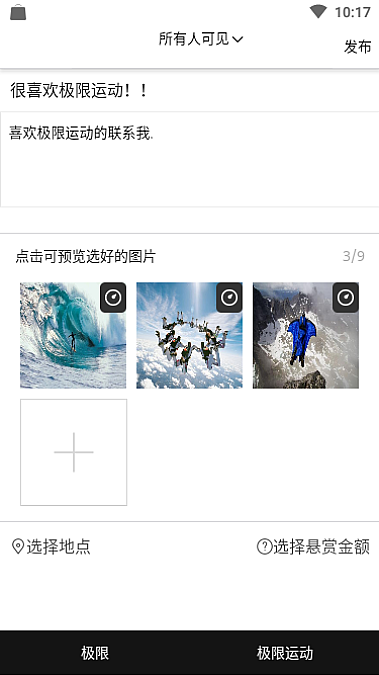 10:17
所有人可见
发布
很喜欢极限运动！！
喜欢极限运动的联系我.
点击可预览选好的图片 3/9
选择地点 选择悬赏金额
极限 极限运动